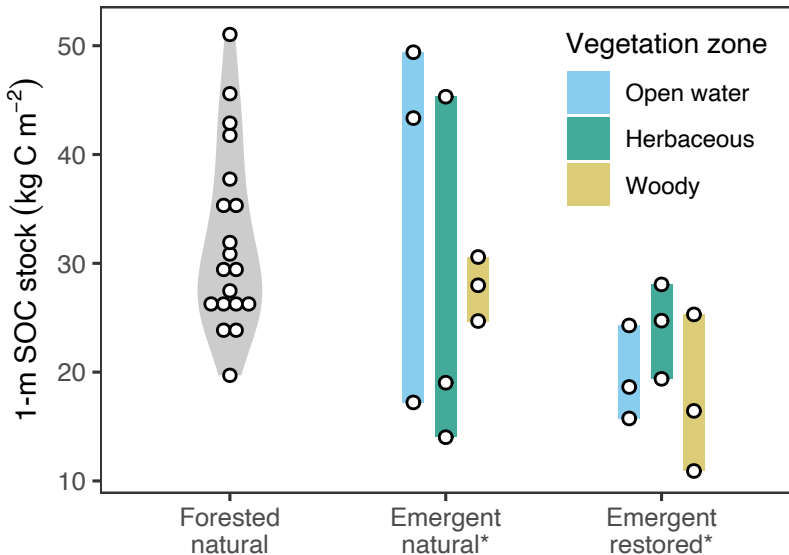 1-m SOC stock (kg C m⁻²)
50
40
30
20
10
Vegetation zone
Open water
Herbaceous
Woody
Forested
natural
Emergent
natural*
Emergent
restored*